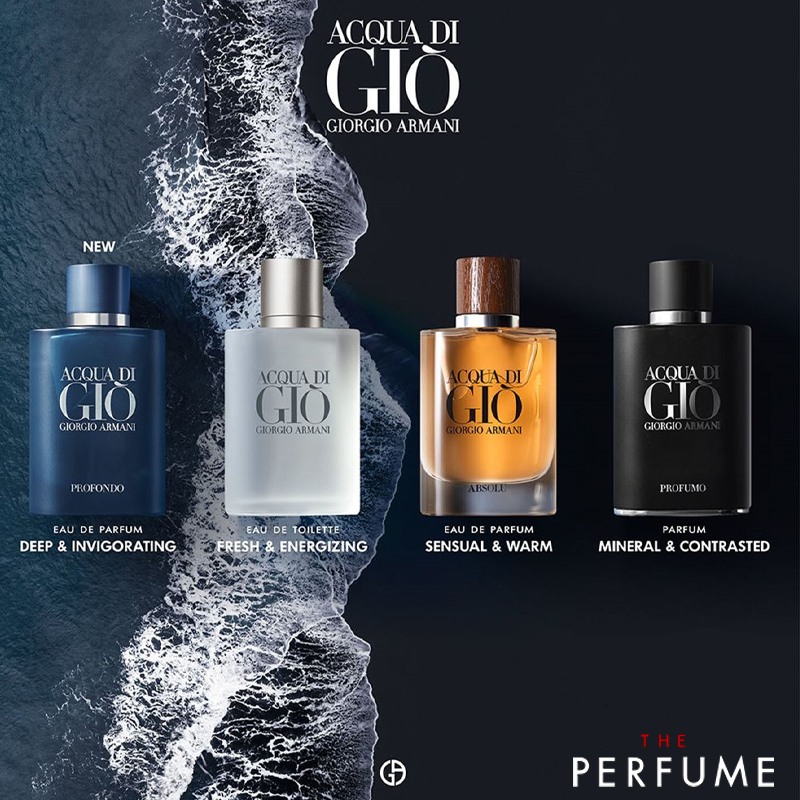 ACQUA DI
GIÒ
GIORGIO ARMANI
NEW
ACQUA DI
GIÒ
GIORGIO ARMANI
PROFONDO
EAU DE PARFUM
DEEP & INVIGORATING
ACQUA DI
GIÒ
GIORGIO ARMANI
EAU DE TOILETTE
FRESH & ENERGIZING
ACQUA DI
GIÒ
GIORGIO ARMANI
ABSOLU
EAU DE PARFUM
SENSUAL & WARM
ACQUA DI
GIÒ
GIORGIO ARMANI
PROFUMO
PARFUM
MINERAL & CONTRASTED
THE
PERFUME